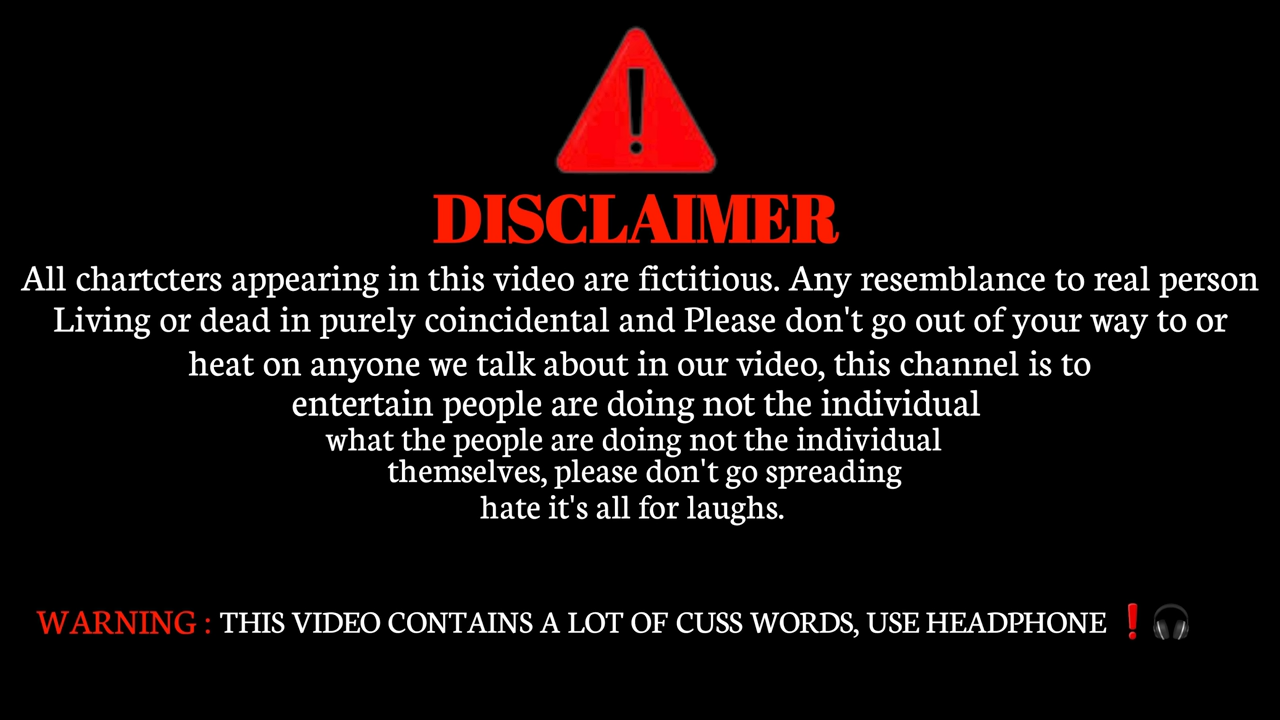 DISCLAIMER
All chartcters appearing in this video are fictitious. Any resemblance to real person
Living or dead in purely coincidental and Please don't go out of your way to or
heat on anyone we talk about in our video, this channel is to
entertain people are doing not the individual
what the people are doing not the individual
themselves, please don't go spreading
hate it's all for laughs.
WARNING : THIS VIDEO CONTAINS A LOT OF CUSS WORDS, USE HEADPHONE ❗🎧